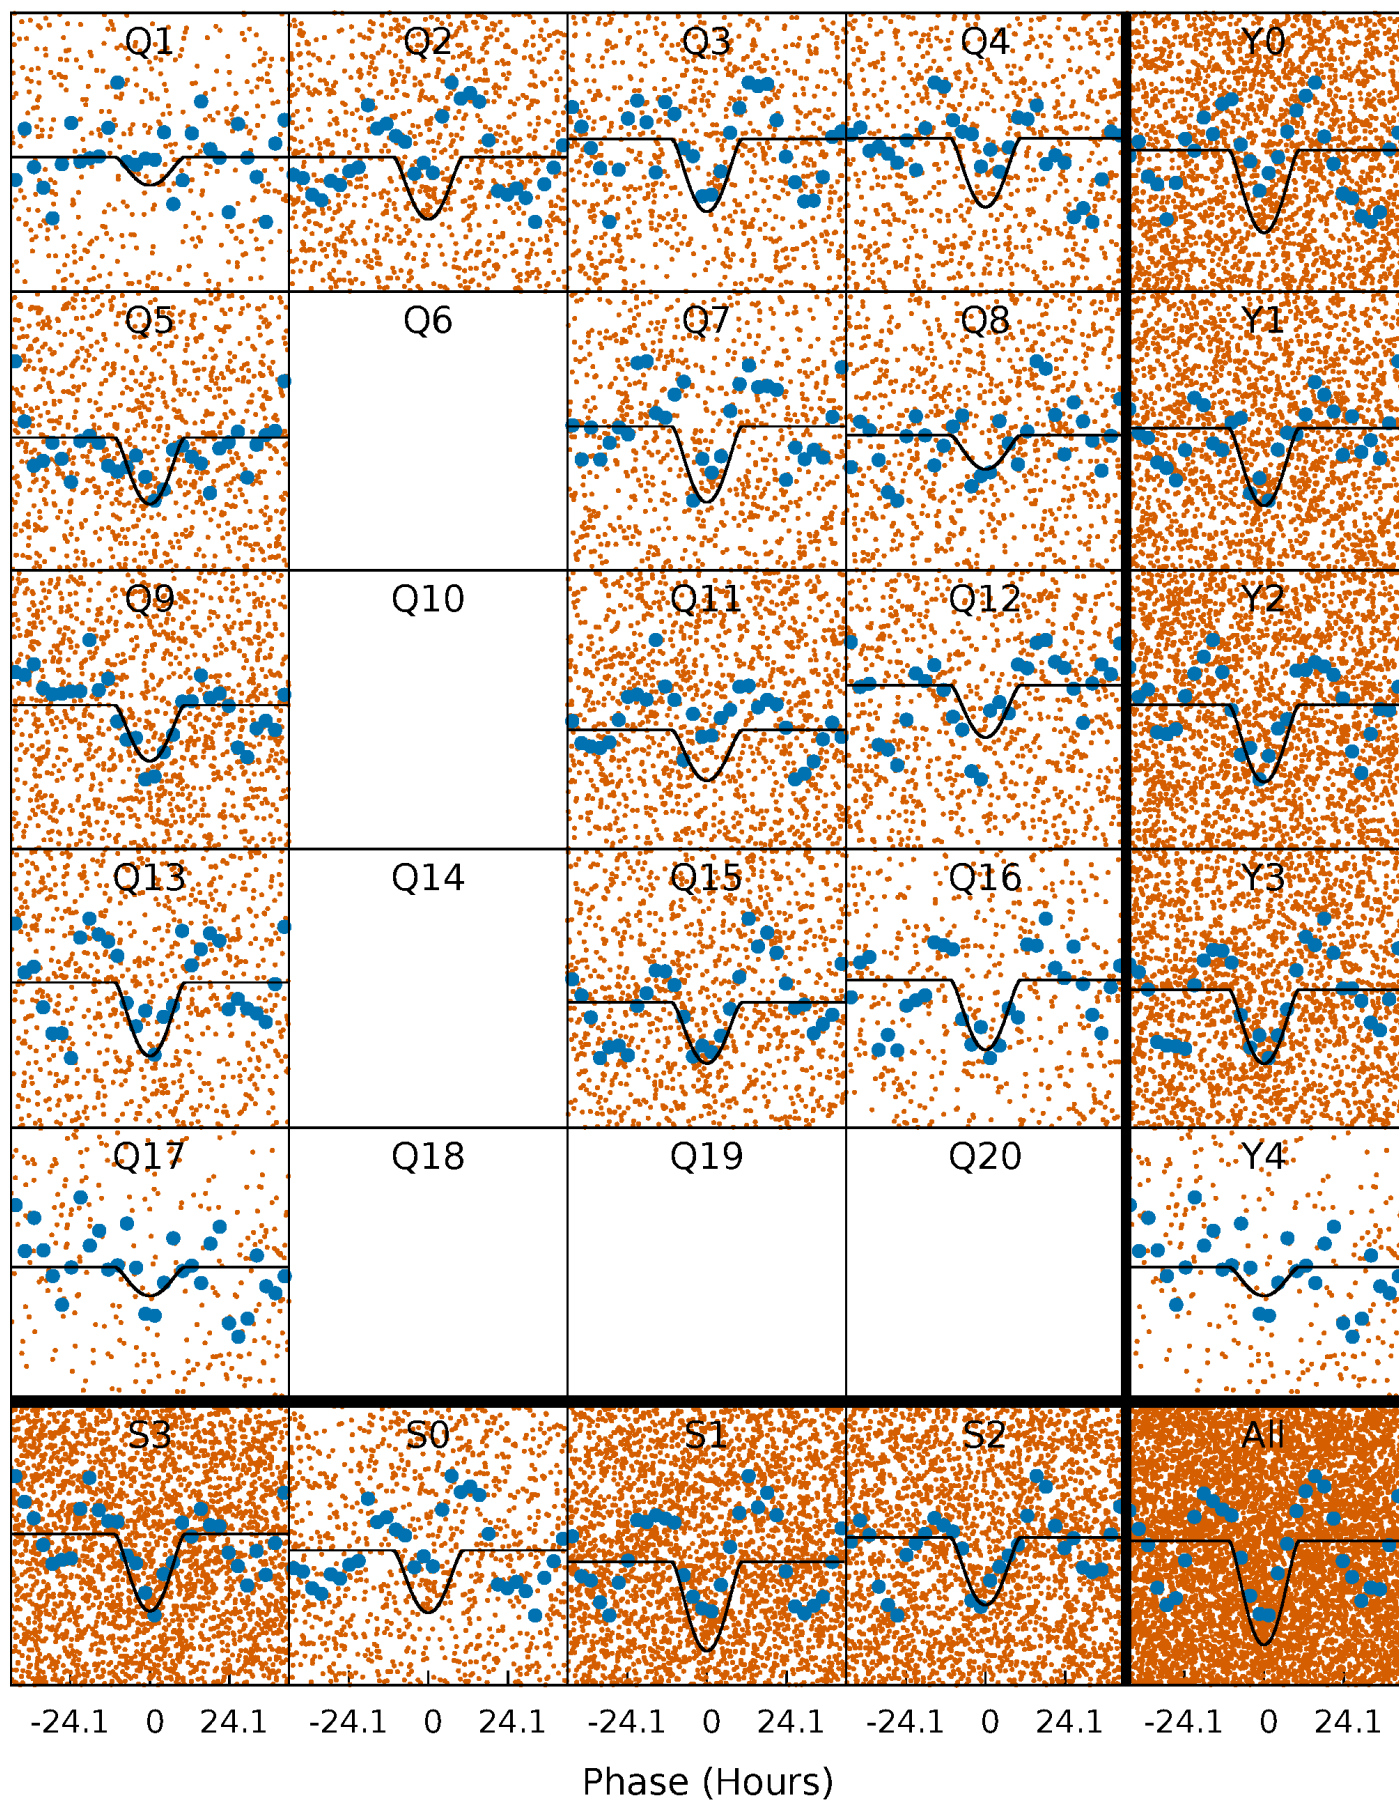 Q1 Q2 Q3 Q4 Y0
Q5 Q6 Q7 Q8 Y1
Q9 Q10 Q11 Q12 Y2
Q13 Q14 Q15 Q16 Y3
Q17 Q18 Q19 Q20 Y4
S3 S0 S1 S2 All
-24.1 0 24.1 -24.1 0 24.1 -24.1 0 24.1 -24.1 0 24.1 -24.1 0 24.1
Phase (Hours)